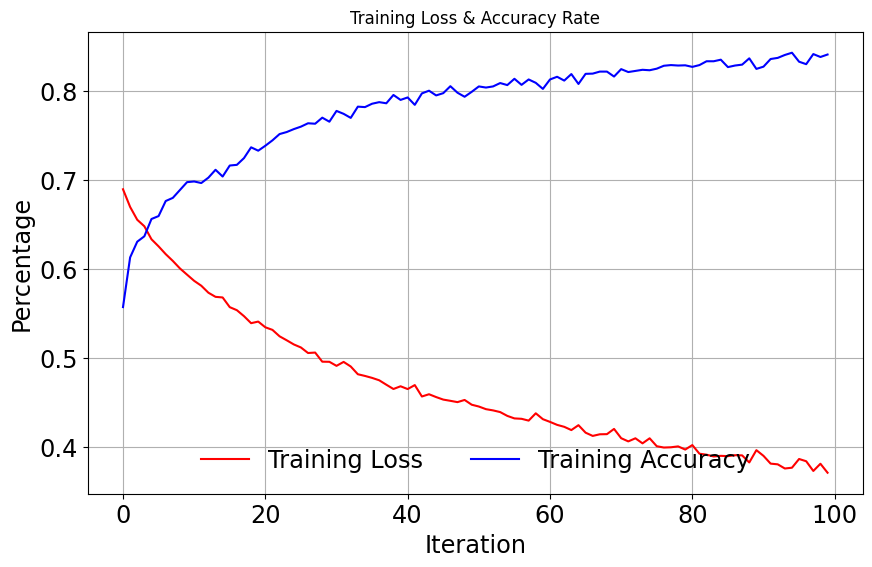 Training Loss & Accuracy Rate
0.8
0.7
0.6
0.5
0.4
Percentage
Training Loss
Training Accuracy
0
20
40
60
80
100
Iteration